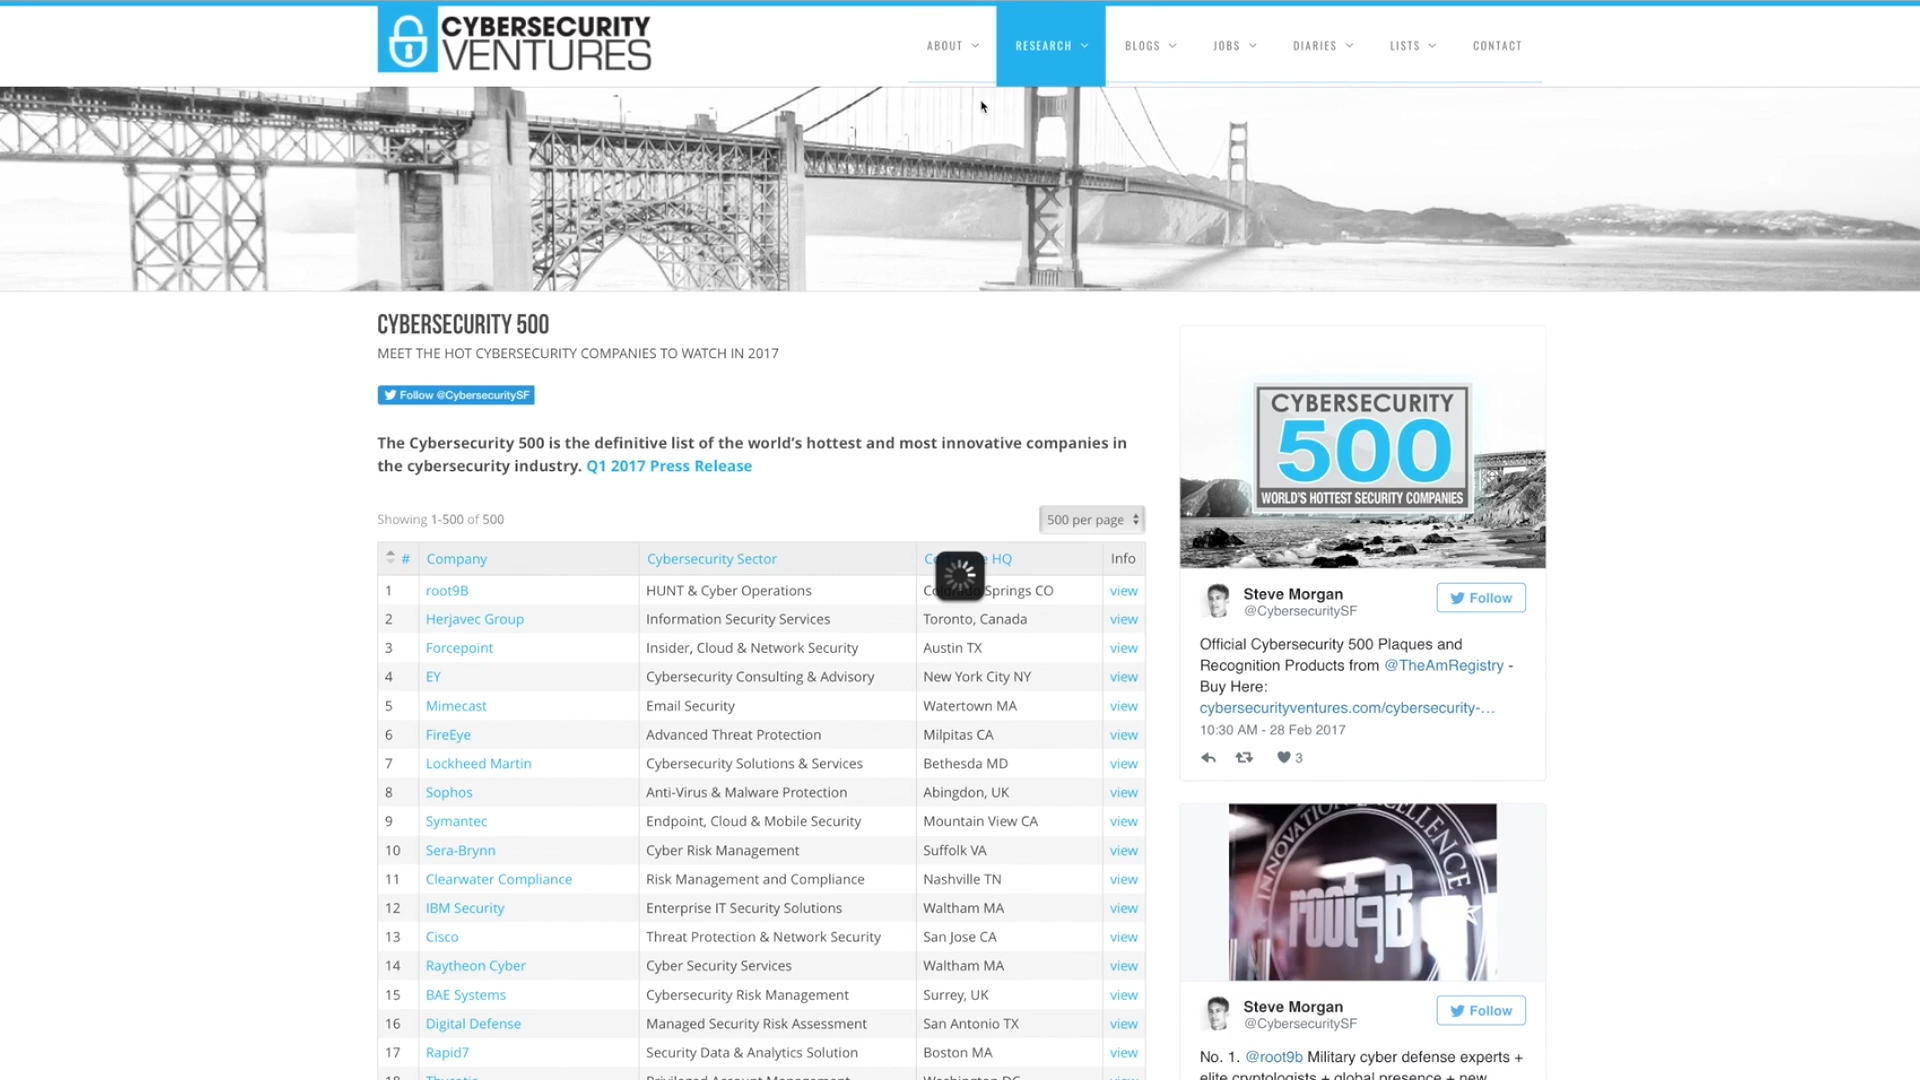 CYBERSECURITY
VENTURES
ABOUT
RESEARCH
BLOGS
JOBS
DIARIES
LISTS
CONTACT
CYBERSECURITY 500
MEET THE HOT CYBERSECURITY COMPANIES TO WATCH IN 2017
Follow @CybersecuritySF
The Cybersecurity 500 is the definitive list of the world's hottest and most innovative companies in
the cybersecurity industry. Q1 2017 Press Release
Showing 1-500 of 500
500 per page
# Company Cybersecurity Sector HQ Info
1 root9B HUNT & Cyber Operations Springs CO view
2 Herjavec Group Information Security Services Toronto, Canada view
3 Forcepoint Insider, Cloud & Network Security Austin TX view
4 EY Cybersecurity Consulting & Advisory New York City NY view
5 Mimecast Email Security Watertown MA view
6 FireEye Advanced Threat Protection Milpitas CA view
7 Lockheed Martin Cybersecurity Solutions & Services Bethesda MD view
8 Sophos Anti-Virus & Malware Protection Abingdon, UK view
9 Symantec Endpoint, Cloud & Mobile Security Mountain View CA view
10 Sera-Brynn Cyber Risk Management Suffolk VA view
11 Clearwater Compliance Risk Management and Compliance Nashville TN view
12 IBM Security Enterprise IT Security Solutions Waltham MA view
13 Cisco Threat Protection & Network Security San Jose CA view
14 Raytheon Cyber Cyber Security Services Waltham MA view
15 BAE Systems Cybersecurity Risk Management Surrey, UK view
16 Digital Defense Managed Security Risk Assessment San Antonio TX view
17 Rapid7 Security Data & Analytics Solution Boston MA view
CYBERSECURITY
500
WORLD'S HOTTEST SECURITY COMPANIES
Steve Morgan
@CybersecuritySF
Follow
Official Cybersecurity 500 Plaques and
Recognition Products from @TheAmRegistry -
Buy Here:
cybersecurityventures.com/cybersecurity-…
10:30 AM - 28 Feb 2017
3
root9B
Steve Morgan
@CybersecuritySF
Follow
No. 1. @root9b Military cyber defense experts +
elite cryptologists + global presence + new